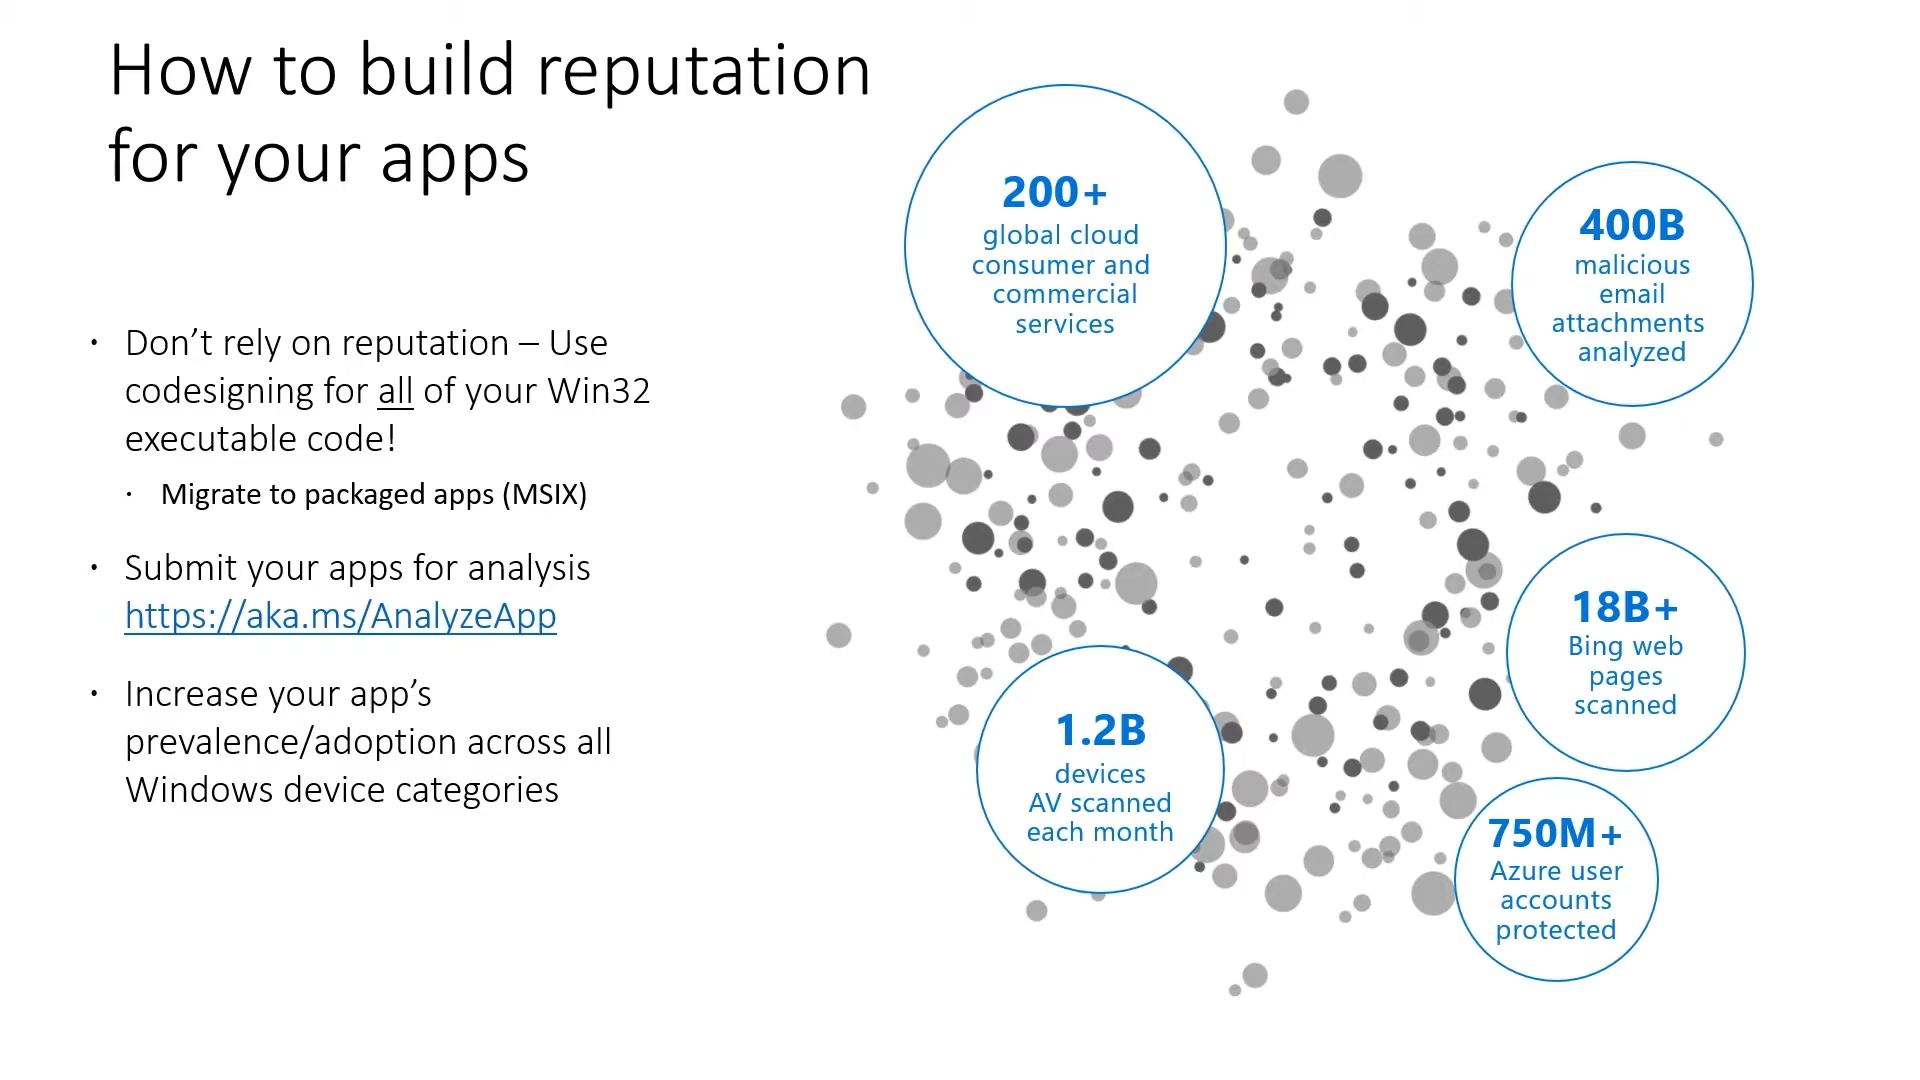 How to build reputation
for your apps
• Don’t rely on reputation – Use
codesigning for all of your Win32
executable code!
• Migrate to packaged apps (MSIX)
• Submit your apps for analysis
https://aka.ms/AnalyzeApp
• Increase your app’s
prevalence/adoption across all
Windows device categories
200+
global cloud
consumer and
commercial
services
400B
malicious
email
attachments
analyzed
18B+
Bing web
pages
scanned
1.2B
devices
AV scanned
each month
750M+
Azure user
accounts
protected